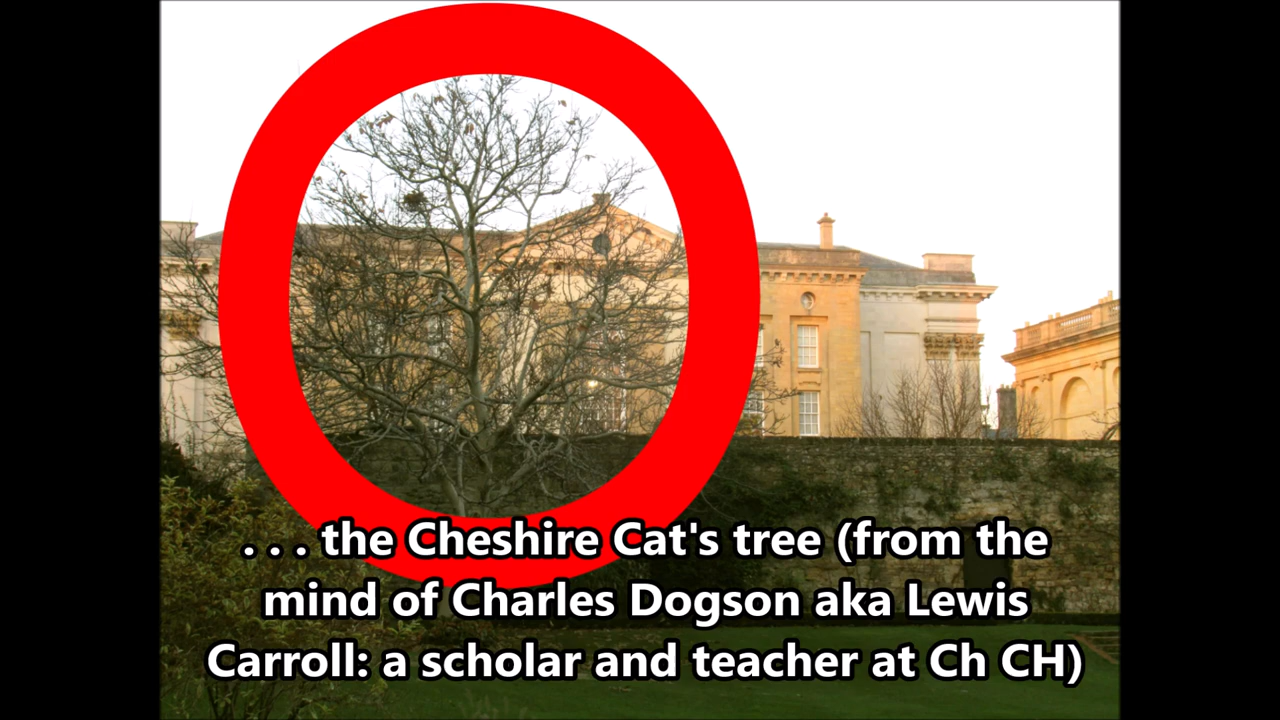 . . . the Cheshire Cat's tree (from the
mind of Charles Dogson aka Lewis
Carroll: a scholar and teacher at Ch CH)